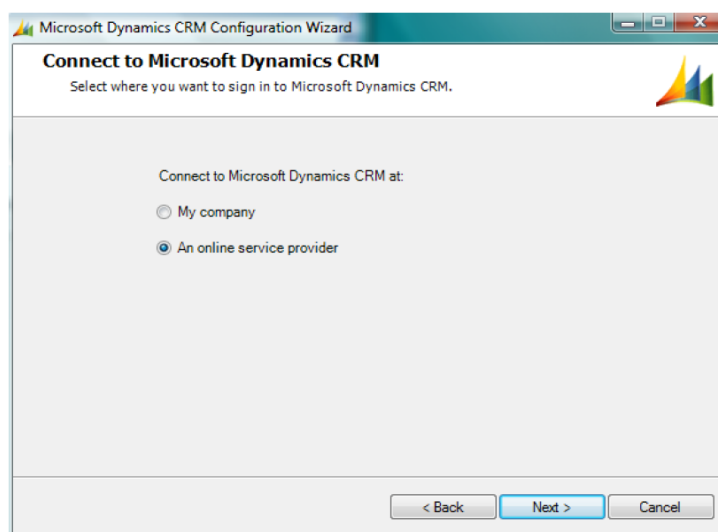 Microsoft Dynamics CRM Configuration Wizard
Connect to Microsoft Dynamics CRM
Select where you want to sign in to Microsoft Dynamics CRM.
Connect to Microsoft Dynamics CRM at:
My company
An online service provider
< Back Next > Cancel